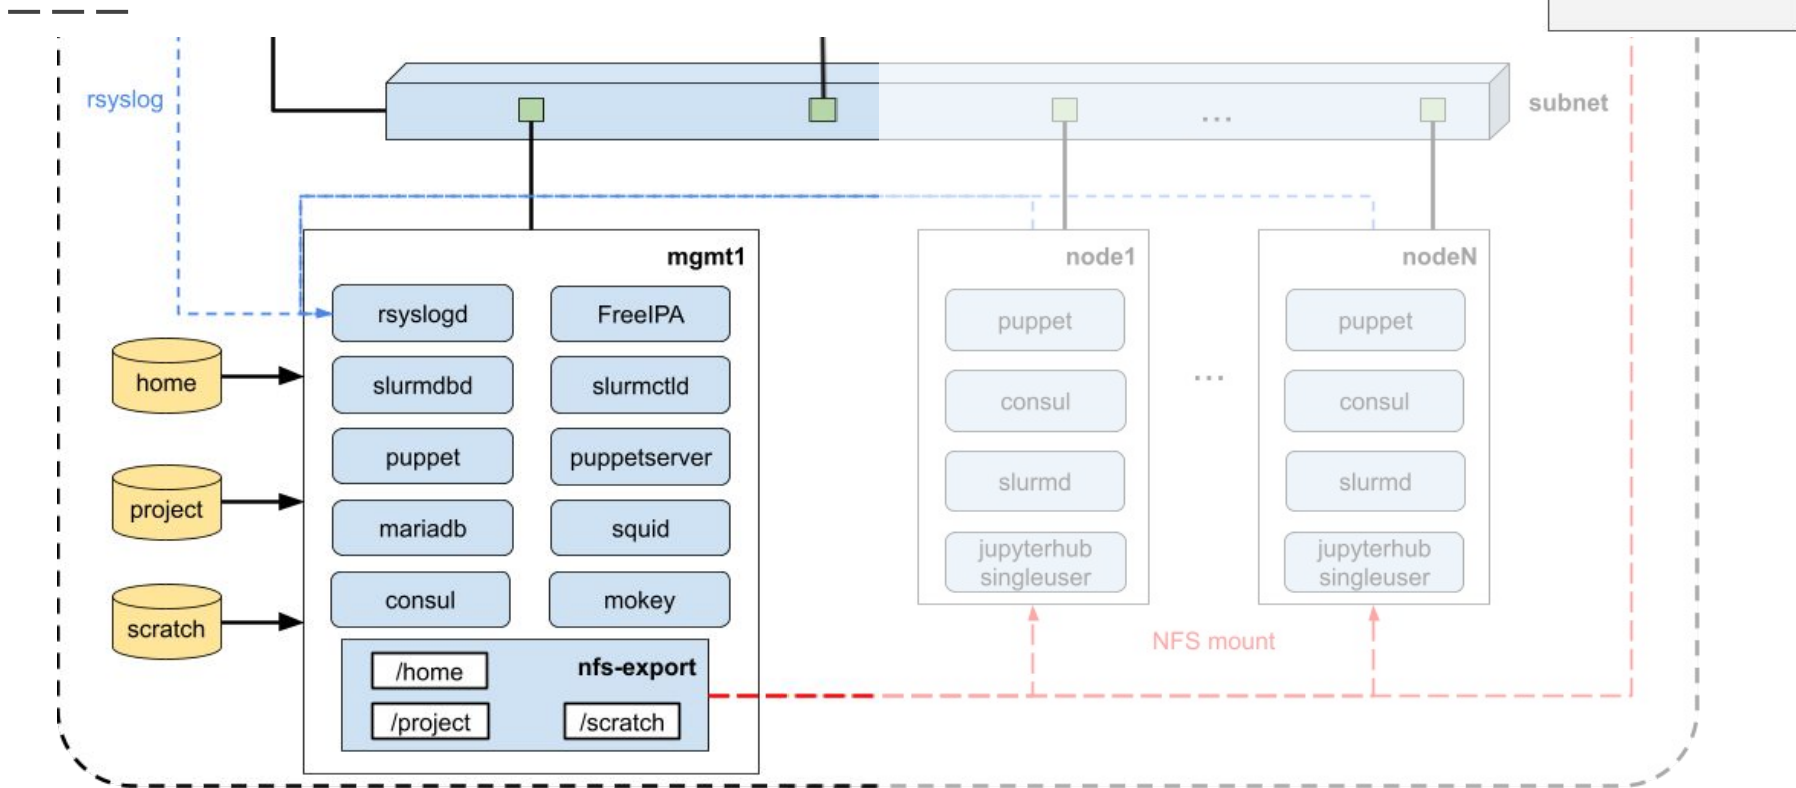 rsyslog
subnet
...
mgmt1
rsyslogd
FreeIPA
slurmdbd
slurmctld
puppet
puppetserver
mariadb
squid
consul
mokey
nfs-export
/home
/project
/scratch
home
project
scratch
node1
puppet
consul
slurmd
jupyterhub
singleuser
...
nodeN
puppet
consul
slurmd
jupyterhub
singleuser
NFS mount